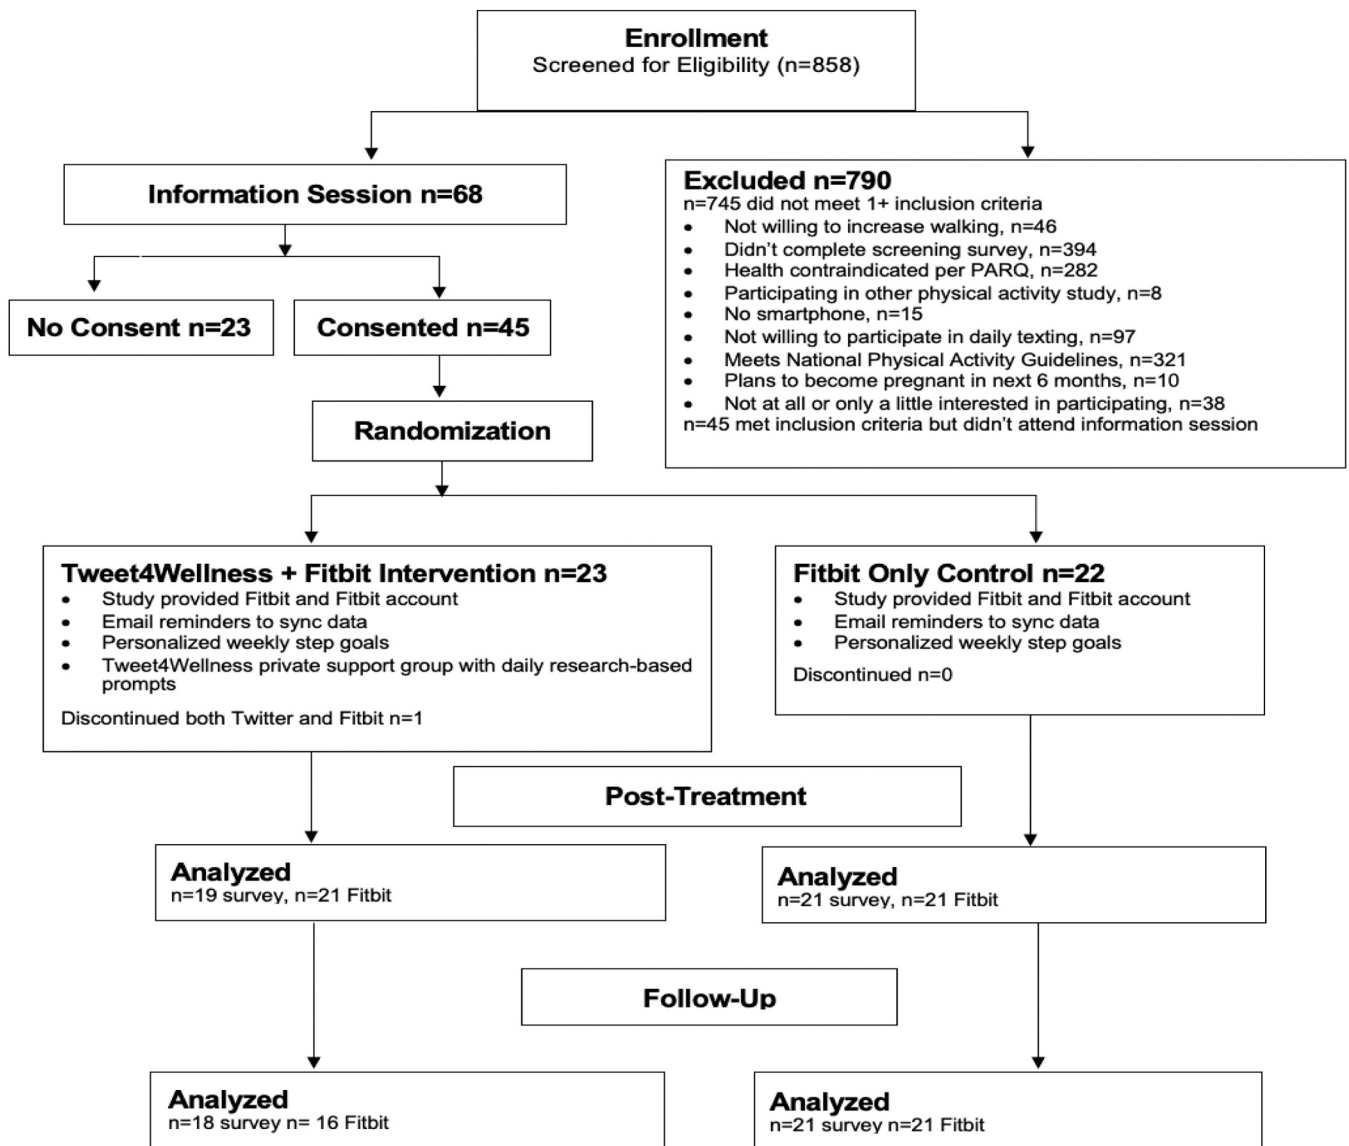 Enrollment
Screened for Eligibility (n=858)
Information Session n=68
Excluded n=790
n=745 did not meet 1+ inclusion criteria
• Not willing to increase walking, n=46
• Didn’t complete screening survey, n=394
• Health contraindicated per PARQ, n=282
• Participating in other physical activity study, n=8
• No smartphone, n=15
• Not willing to participate in daily texting, n=97
• Meets National Physical Activity Guidelines, n=321
• Plans to become pregnant in next 6 months, n=10
• Not at all or only a little interested in participating, n=38
n=45 met inclusion criteria but didn’t attend information session
No Consent n=23
Consented n=45
Randomization
Tweet4Wellness + Fitbit Intervention n=23
• Study provided Fitbit and Fitbit account
• Email reminders to sync data
• Personalized weekly step goals
• Tweet4Wellness private support group with daily research-based
prompts
Discontinued both Twitter and Fitbit n=1
Fitbit Only Control n=22
• Study provided Fitbit and Fitbit account
• Email reminders to sync data
• Personalized weekly step goals
Discontinued n=0
Post-Treatment
Analyzed
n=19 survey, n=21 Fitbit
Analyzed
n=21 survey, n=21 Fitbit
Follow-Up
Analyzed
n=18 survey n= 16 Fitbit
Analyzed
n=21 survey n=21 Fitbit